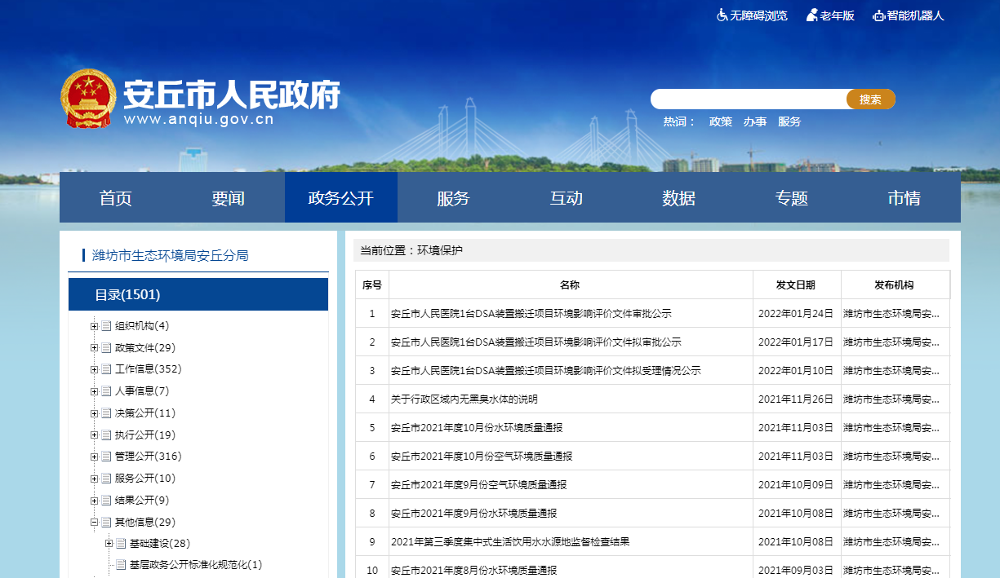 无障碍浏览 老年版 智能机器人
安丘市人民政府
www.anqiu.gov.cn
搜索
热词： 政策 办事 服务
首页 要闻 政务公开 服务 互动 数据 专题 市情
潍坊市生态环境局安丘分局
目录(1501)
组织机构(4)
政策文件(29)
工作信息(352)
人事信息(7)
决策公开(11)
执行公开(19)
管理公开(316)
服务公开(10)
结果公开(9)
其他信息(29)
基础建设(28)
基层政务公开标准化规范化(1)
当前位置：环境保护
序号 名称 发文日期 发布机构
1 安丘市人民医院1台DSA装置搬迁项目环境影响评价文件审批公示 2022年01月24日 潍坊市生态环境局安...
2 安丘市人民医院1台DSA装置搬迁项目环境影响评价文件拟审批公示 2022年01月17日 潍坊市生态环境局安...
3 安丘市人民医院1台DSA装置搬迁项目环境影响评价文件拟受理情况公示 2022年01月10日 潍坊市生态环境局安...
4 关于行政区域内无黑臭水体的说明 2021年11月26日 潍坊市生态环境局安...
5 安丘市2021年度10月份水环境质量通报 2021年11月03日 潍坊市生态环境局安...
6 安丘市2021年度10月份空气环境质量通报 2021年11月03日 潍坊市生态环境局安...
7 安丘市2021年度9月份空气环境质量通报 2021年10月09日 潍坊市生态环境局安...
8 安丘市2021年度9月份水环境质量通报 2021年10月08日 潍坊市生态环境局安...
9 2021年第三季度集中式生活饮用水水源地监督检查结果 2021年10月08日 潍坊市生态环境局安...
10 安丘市2021年度8月份水环境质量通报 2021年09月03日 潍坊市生态环境局安...